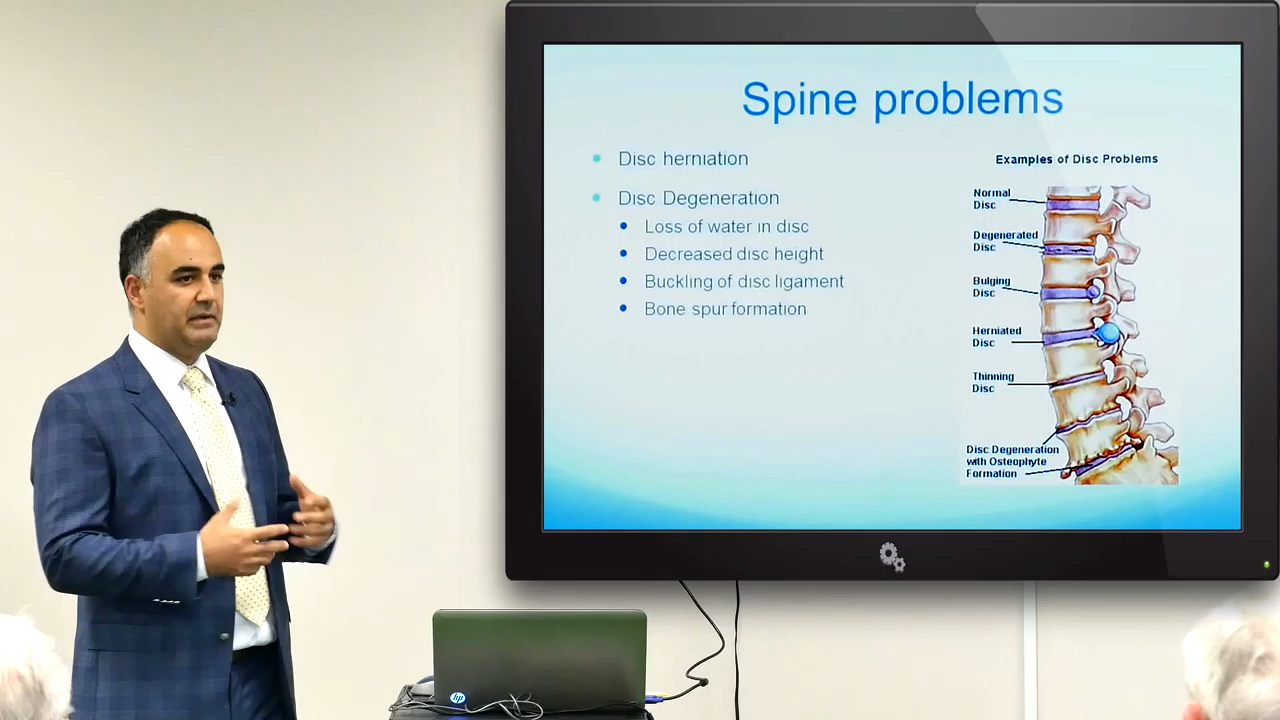 Spine problems
Disc herniation
Disc Degeneration
Loss of water in disc
Decreased disc height
Buckling of disc ligament
Bone spur formation
Examples of Disc Problems
Normal
Disc
Degenerated
Disc
Bulging
Disc
Herniated
Disc
Thinning
Disc
Disc Degeneration
with Osteophyte
Formation
hp